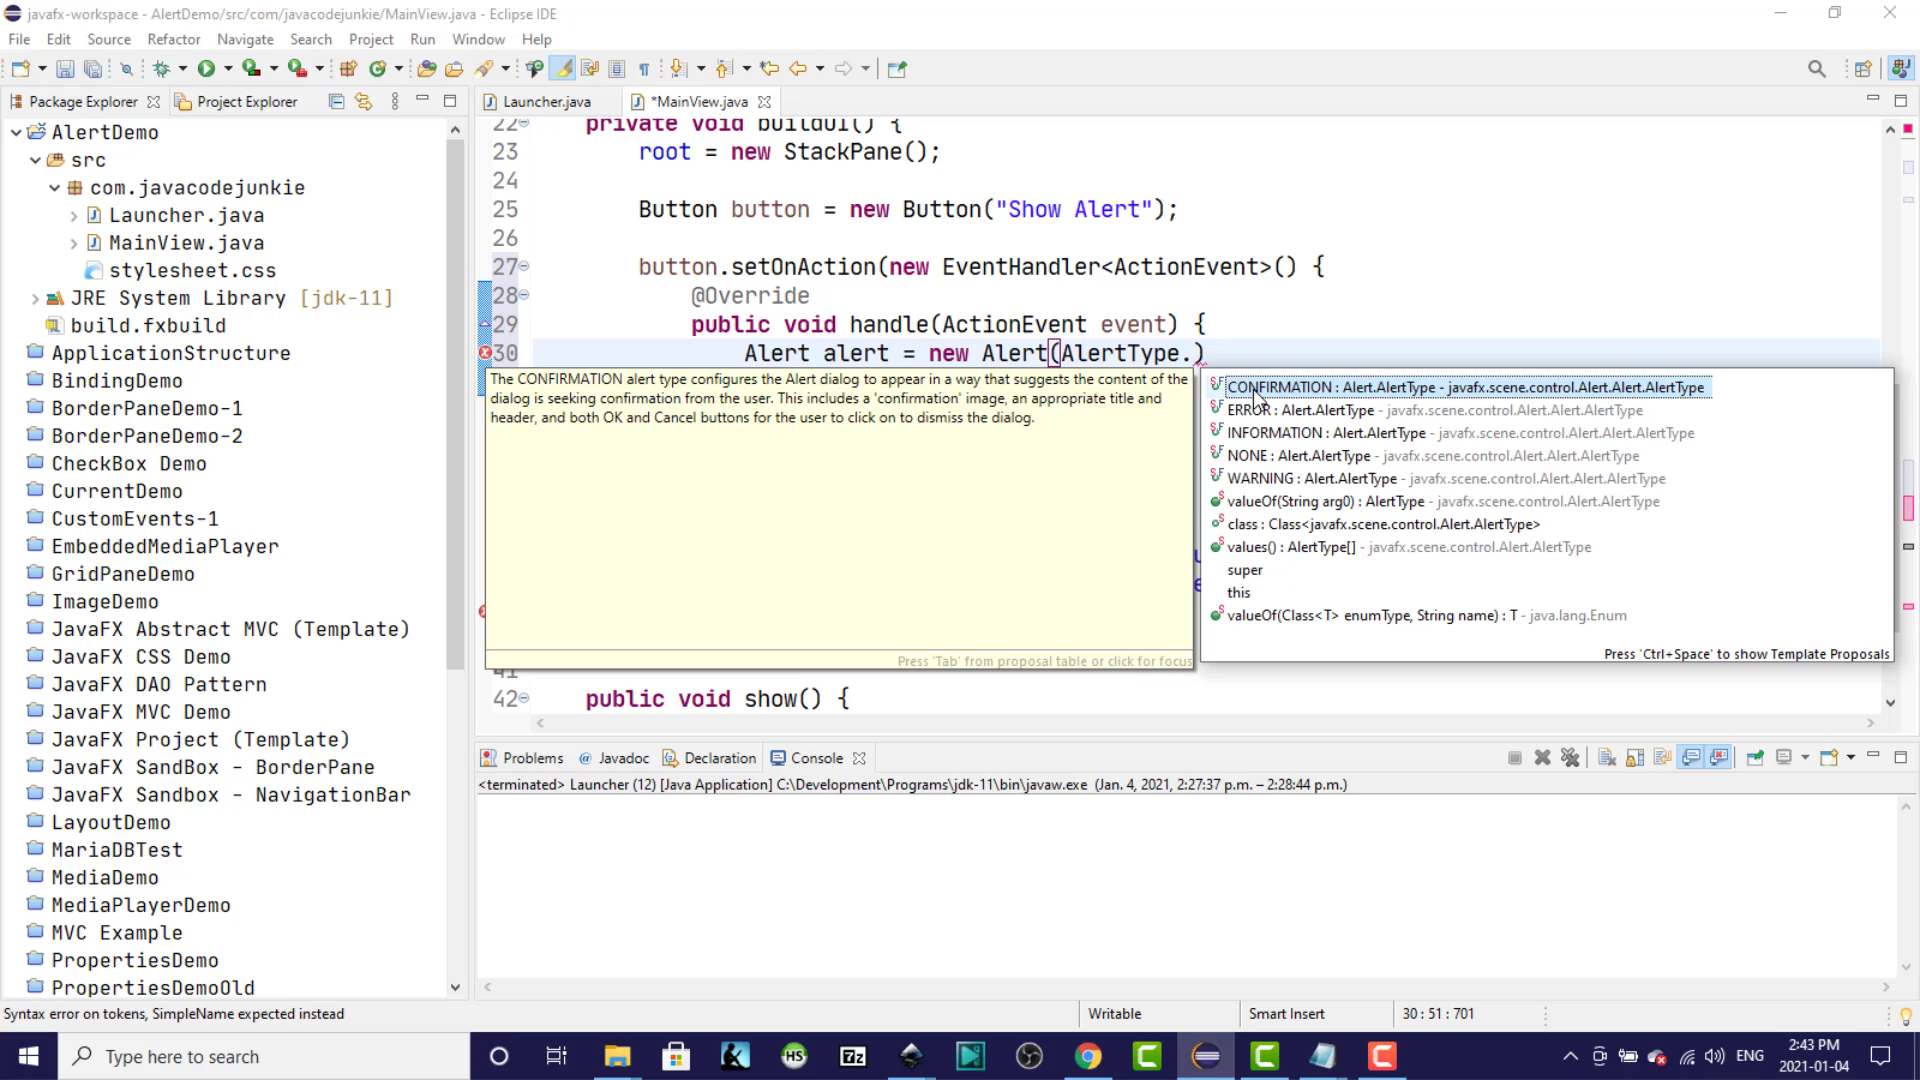 javafx-workspace - AlertDemo/src/com/javacodejunkie/MainView.java - Eclipse IDE
File Edit Source Refactor Navigate Search Project Run Window Help
Package Explorer Project Explorer
Launcher.java *MainView.java
AlertDemo
src
com.javacodejunkie
Launcher.java
MainView.java
stylesheet.css
JRE System Library [jdk-11]
build.fxbuild
ApplicationStructure
BindingDemo
BorderPaneDemo-1
BorderPaneDemo-2
CheckBox Demo
CurrentDemo
CustomEvents-1
EmbeddedMediaPlayer
GridPaneDemo
ImageDemo
JavaFX Abstract MVC (Template)
JavaFX CSS Demo
JavaFX DAO Pattern
JavaFX MVC Demo
JavaFX Project (Template)
JavaFX SandBox - BorderPane
JavaFX Sandbox - NavigationBar
LayoutDemo
MariaDBTest
MediaDemo
MediaPlayerDemo
MVC Example
PropertiesDemo
PropertiesDemoOld
22 private void buildUI() {
23 root = new StackPane();
24
25 Button button = new Button("Show Alert");
26
27 button.setOnAction(new EventHandler<ActionEvent>() {
28 @Override
29 public void handle(ActionEvent event) {
30 Alert alert = new Alert(AlertType.)
The CONFIRMATION alert type configures the Alert dialog to appear in a way that suggests the content of the
dialog is seeking confirmation from the user. This includes a 'confirmation' image, an appropriate title and
header, and both OK and Cancel buttons for the user to click on to dismiss the dialog.
Press 'Tab' from proposal table or click for focus
CONFIRMATION : Alert.AlertType - javafx.scene.control.Alert.Alert.AlertType
ERROR : Alert.AlertType - javafx.scene.control.Alert.Alert.AlertType
INFORMATION : Alert.AlertType - javafx.scene.control.Alert.Alert.AlertType
NONE : Alert.AlertType - javafx.scene.control.Alert.Alert.AlertType
WARNING : Alert.AlertType - javafx.scene.control.Alert.Alert.AlertType
valueOf(String arg0) : AlertType - javafx.scene.control.Alert.AlertType
class : Class<javafx.scene.control.Alert.AlertType>
values() : AlertType[] - javafx.scene.control.Alert.AlertType
super
this
valueOf(Class<T> enumType, String name) : T - java.lang.Enum
Press 'Ctrl+Space' to show Template Proposals
41
42 public void show() {
Problems @ Javadoc Declaration Console
<terminated> Launcher (12) [Java Application] C:\Development\Programs\jdk-11\bin\javaw.exe (Jan. 4, 2021, 2:27:37 p.m. – 2:28:44 p.m.)
Syntax error on tokens, SimpleName expected instead
Writable
Smart Insert
30 : 51 : 701
Type here to search
HS
7z
ENG
2:43 PM
2021-01-04